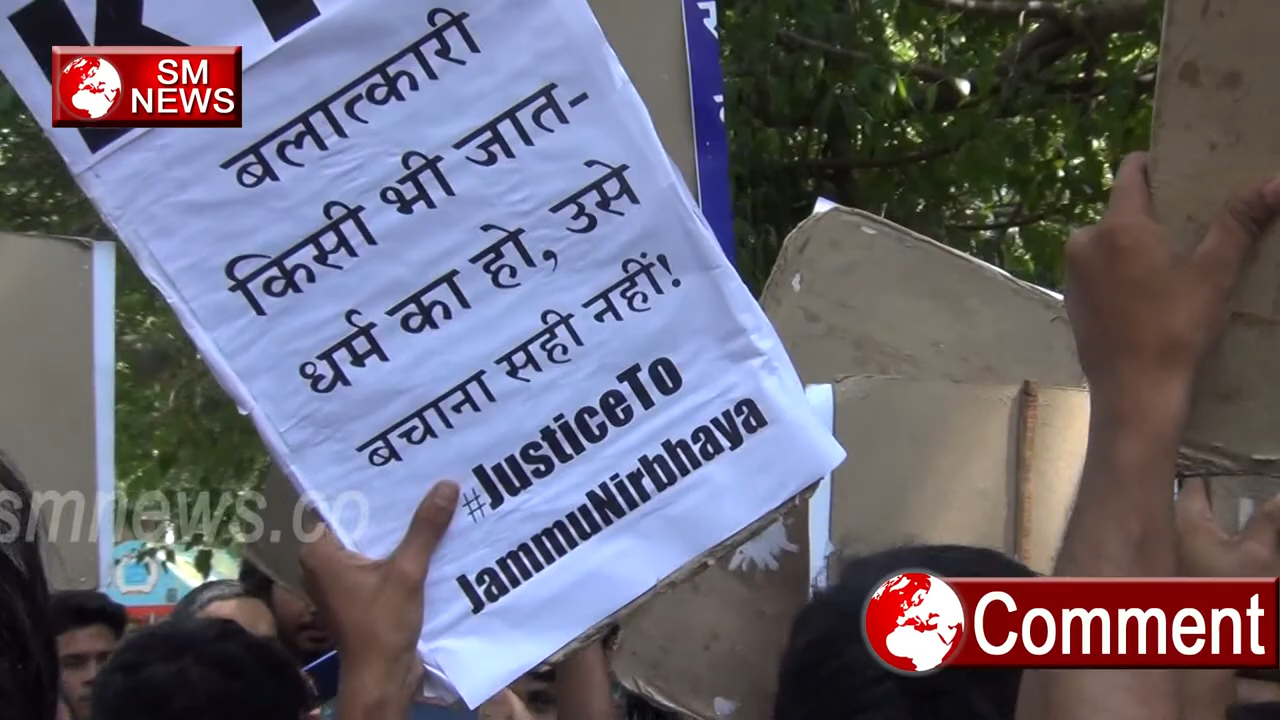 SM
NEWS
बलात्कारी
किसी भी जात-
धर्म का हो, उसे
बचाना सही नहीं!
#JusticeTo
JammuNirbhaya
smnews.co
Comment